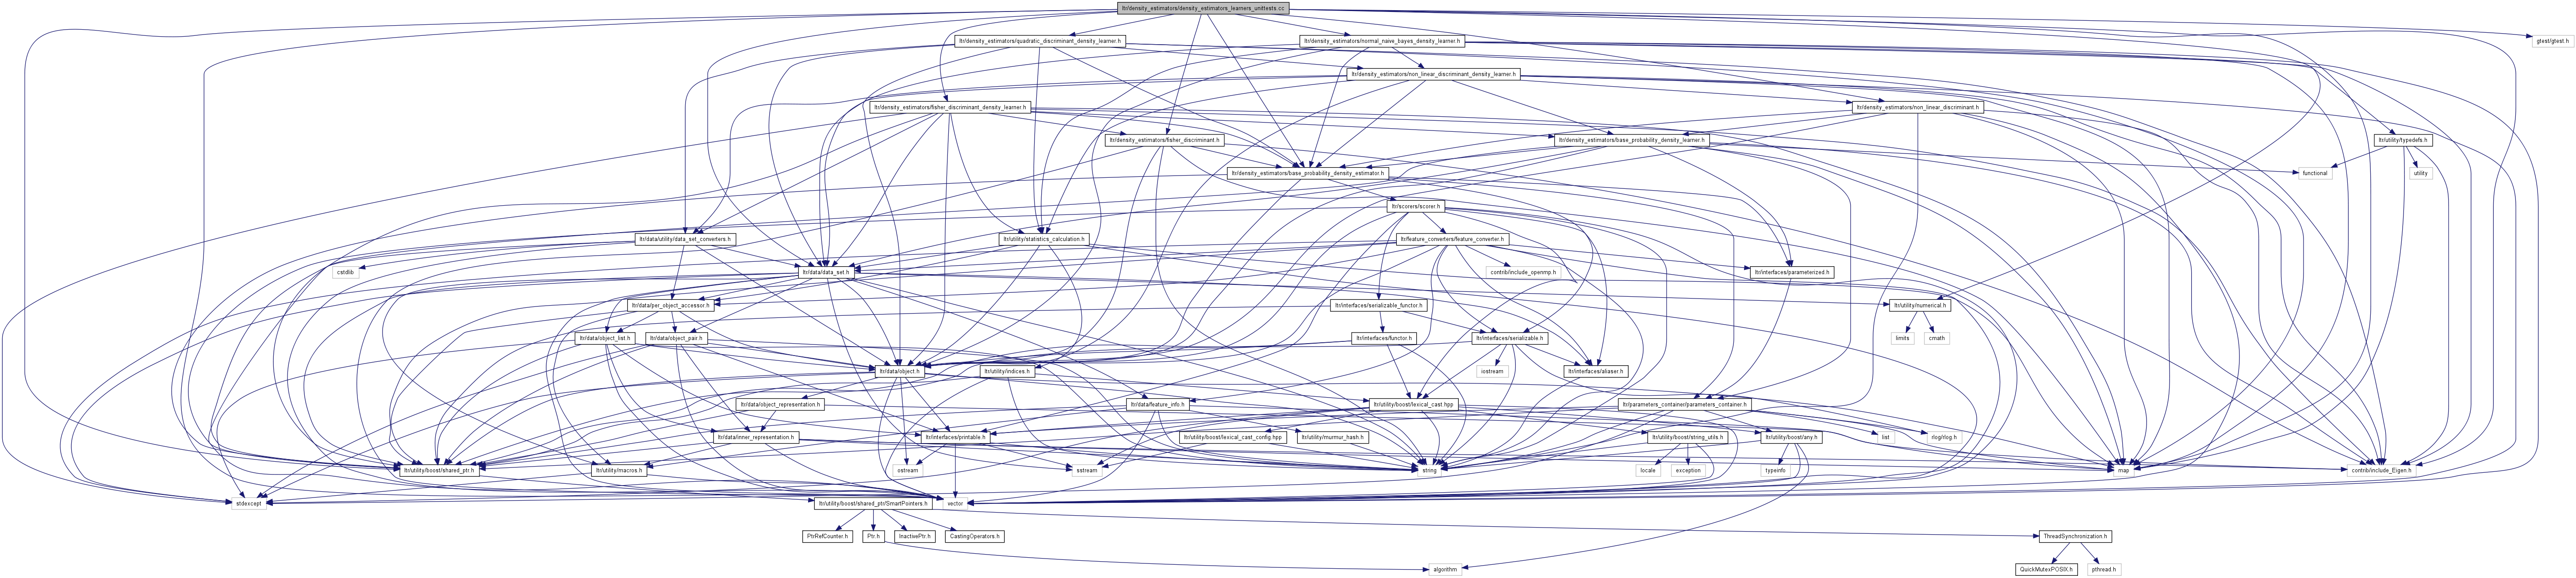 ltr/density_estimators/density_estimators_learners_unittests.cc
ltr/density_estimators/quadratic_discriminant_density_learner.h
ltr/density_estimators/normal_naive_bayes_density_learner.h
gtest/gtest.h
ltr/density_estimators/non_linear_discriminant_density_learner.h
ltr/density_estimators/fisher_discriminant_density_learner.h
ltr/density_estimators/non_linear_discriminant.h
ltr/density_estimators/fisher_discriminant.h
ltr/density_estimators/base_probability_density_learner.h
ltr/utility/typedefs.h
ltr/density_estimators/base_probability_density_estimator.h
functional
utility
ltr/scorers/scorer.h
ltr/data/utility/data_set_converters.h
ltr/utility/statistics_calculation.h
ltr/feature_converters/feature_converter.h
cstdlib
ltr/data/data_set.h
contrib/include_openmp.h
ltr/interfaces/parameterized.h
ltr/data/per_object_accessor.h
ltr/interfaces/serializable_functor.h
ltr/utility/numerical.h
ltr/data/object_list.h
ltr/data/object_pair.h
ltr/interfaces/functor.h
ltr/interfaces/serializable.h
limits
cmath
ltr/data/object.h
ltr/utility/indices.h
iostream
ltr/interfaces/aliaser.h
ltr/data/object_representation.h
ltr/data/feature_info.h
ltr/utility/boost/lexical_cast.hpp
ltr/parameters_container/parameters_container.h
ltr/data/inner_representation.h
ltr/interfaces/printable.h
ltr/utility/boost/lexical_cast_config.hpp
ltr/utility/murmur_hash.h
ltr/utility/boost/string_utils.h
ltr/utility/boost/any.h
list
rlog/rlog.h
ltr/utility/boost/shared_ptr.h
ltr/utility/macros.h
ostream
sstream
string
locale
exception
typeinfo
map
contrib/include_Eigen.h
stdexcept
ltr/utility/boost/shared_ptr/SmartPointers.h
vector
PtrRefCounter.h
Ptr.h
InactivePtr.h
CastingOperators.h
ThreadSynchronization.h
algorithm
QuickMutexPOSIX.h
pthread.h